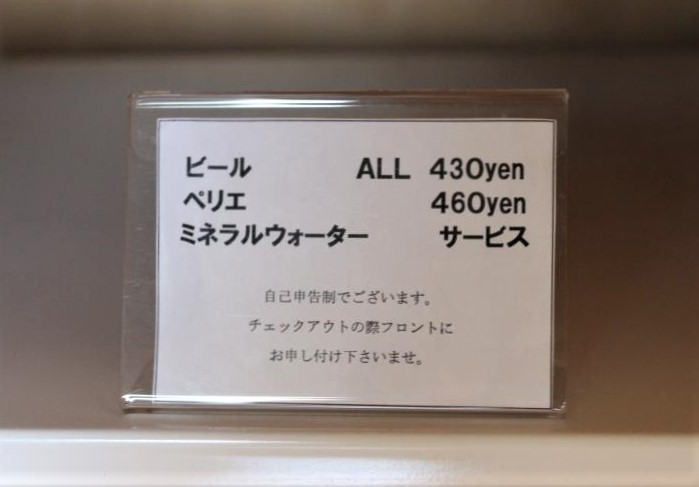 ビール ALL 430yen
ペリエ 460yen
ミネラルウォーター サービス
自己申告制でございます。
チェックアウトの際フロントに
お申し付け下さいませ。